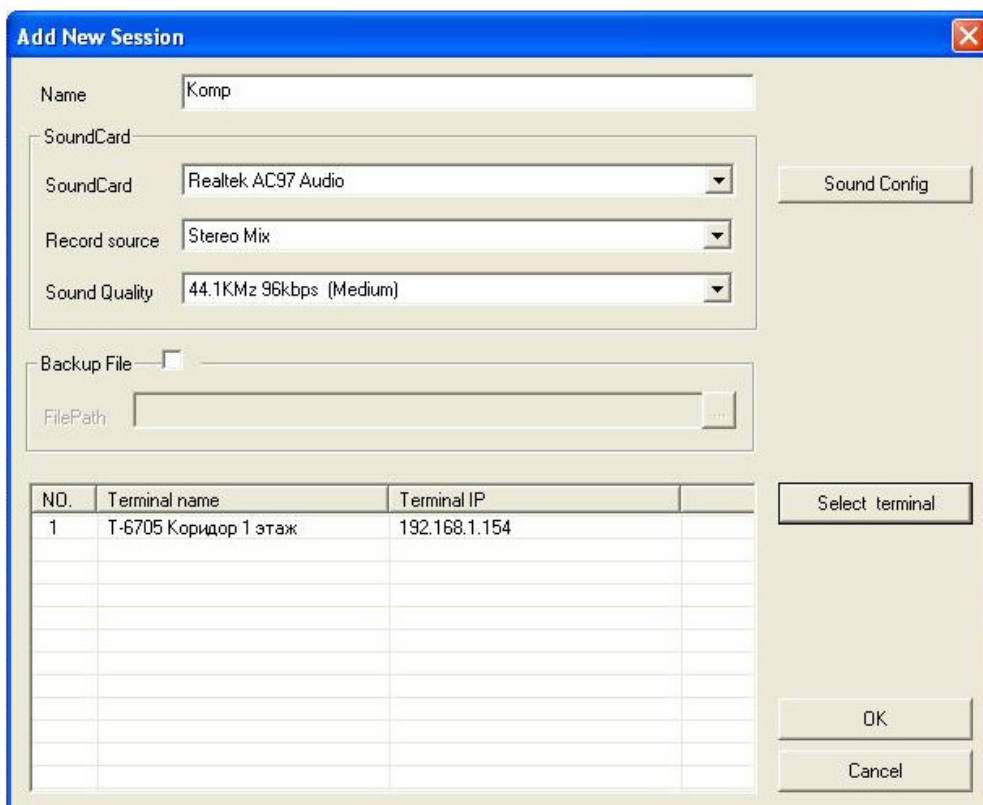 Add New Session
Name Komp
SoundCard
SoundCard Realtek AC97 Audio Sound Config
Record source Stereo Mix
Sound Quality 44.1KMz 96kbps (Medium)
Backup File
FilePath ...
NO. Terminal name Terminal IP Select terminal
1 Т-6705 Коридор 1 этаж 192.168.1.154
OK
Cancel